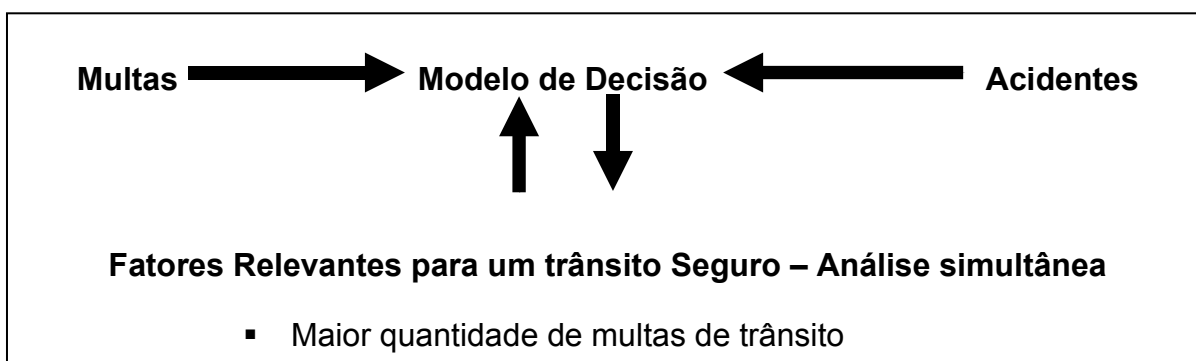 Multas Modelo de Decisão Acidentes
Fatores Relevantes para um trânsito Seguro – Análise simultânea
▪ Maior quantidade de multas de trânsito